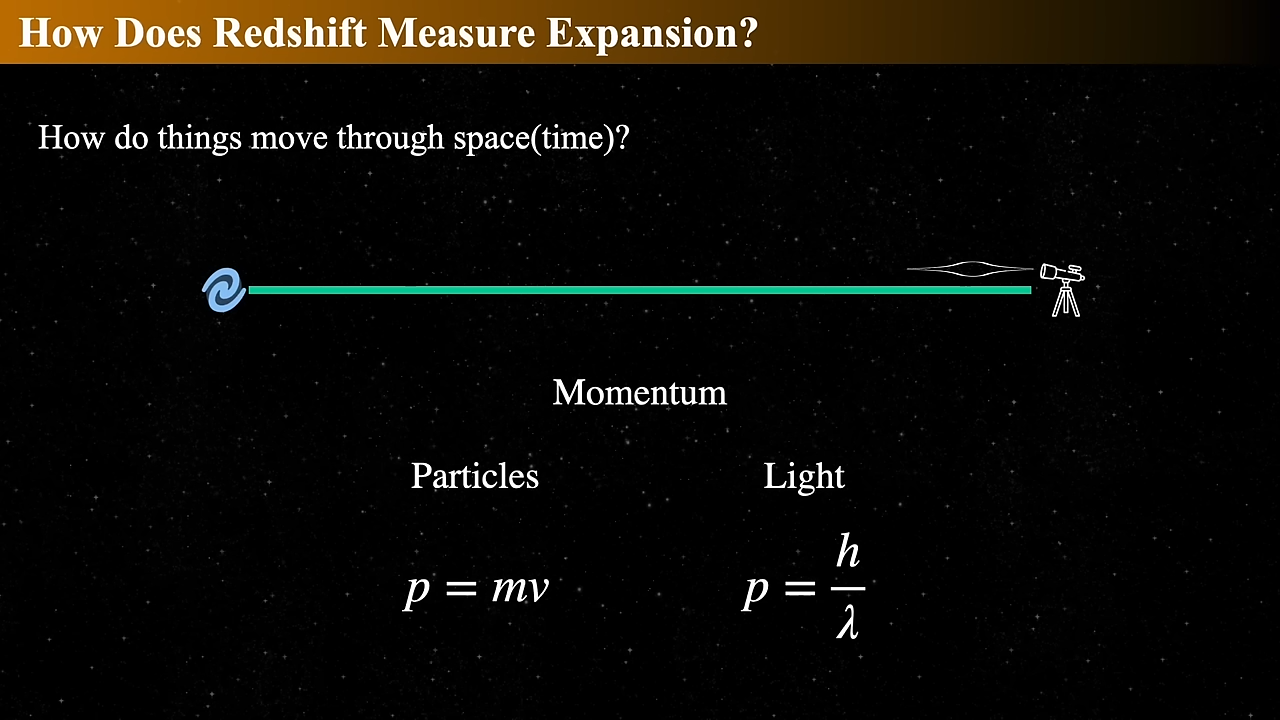 How Does Redshift Measure Expansion?
How do things move through space(time)?
Momentum
Particles
Light
p = mv
p = h/λ